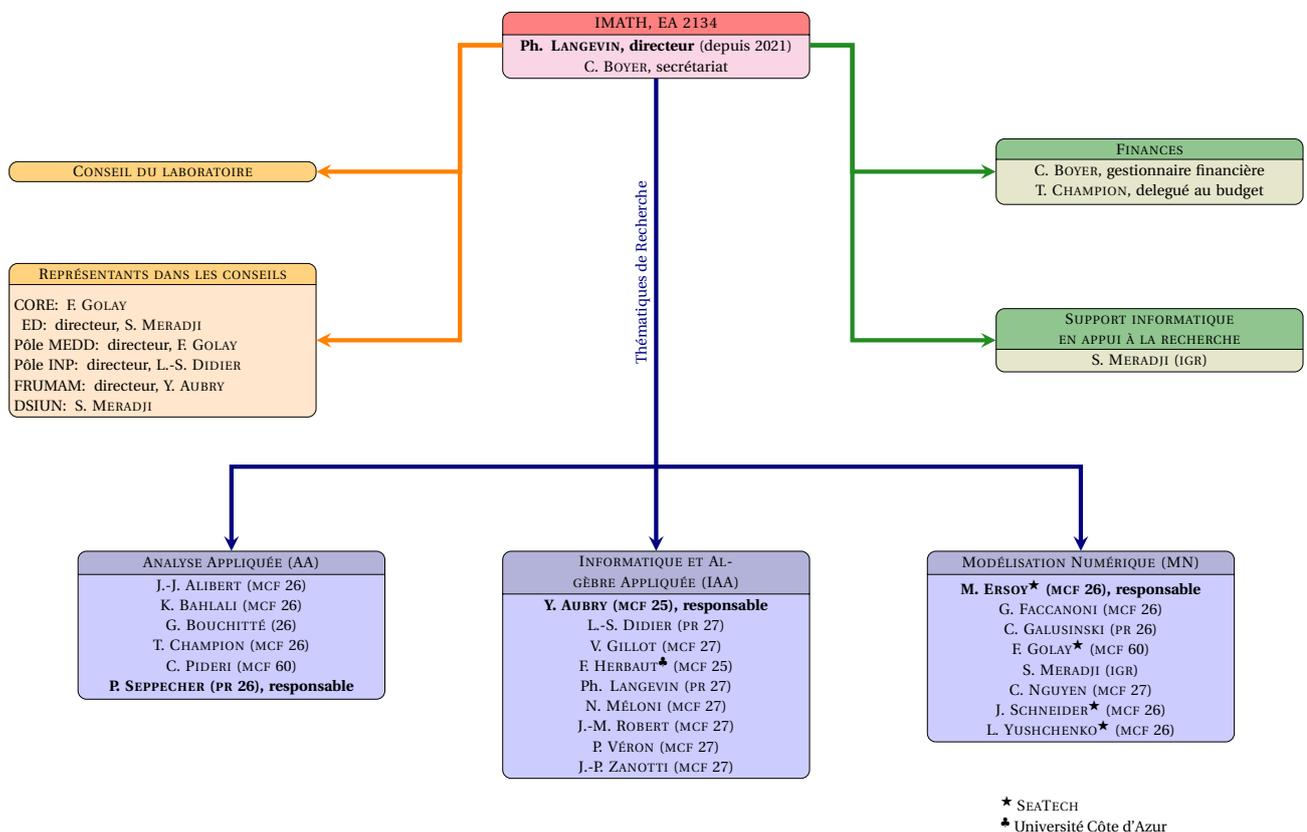 IMATH, EA 2134
Ph. LANGEVIN, directeur (depuis 2021)
C. BOYER, secrétariat
CONSEIL DU LABORATOIRE
FINANCES
C. BOYER, gestionnaire financière
T. CHAMPION, delegué au budget
Thématiques de Recherche
REPRÉSENTANTS DANS LES CONSEILS
CORE: F. GOLAY
ED: directeur, S. MERADJI
Pôle MEDD: directeur, F. GOLAY
Pôle INP: directeur, L.-S. DIDIER
FRUMAM: directeur, Y. AUBRY
DSIUN: S. MERADJI
SUPPORT INFORMATIQUE
EN APPUI À LA RECHERCHE
S. MERADJI (IGR)
ANALYSE APPLIQUÉE (AA)
J.-J. ALIBERT (MCF 26)
K. BAHLALI (MCF 26)
G. BOUCHITTÉ (26)
T. CHAMPION (MCF 26)
C. PIDERI (MCF 60)
P. SEPPECHER (PR 26), responsable
INFORMATIQUE ET AL-
GÈBRE APPLIQUÉE (IAA)
Y. AUBRY (MCF 25), responsable
L.-S. DIDIER (PR 27)
V. GILLOT (MCF 27)
F. HERBAUT♣ (MCF 25)
Ph. LANGEVIN (PR 27)
N. MÉLONI (MCF 27)
J.-M. ROBERT (MCF 27)
P. VÉRON (MCF 27)
J.-P. ZANOTTI (MCF 27)
MODÉLISATION NUMÉRIQUE (MN)
M. ERSOY★ (MCF 26), responsable
G. FACCANONI (MCF 26)
C. GALUSINSKI (PR 26)
F. GOLAY★ (MCF 60)
S. MERADJI (IGR)
C. NGUYEN (MCF 27)
J. SCHNEIDER★ (MCF 26)
L. YUSHCHENKO★ (MCF 26)
★ SEATECH
♣ Université Côte d'Azur